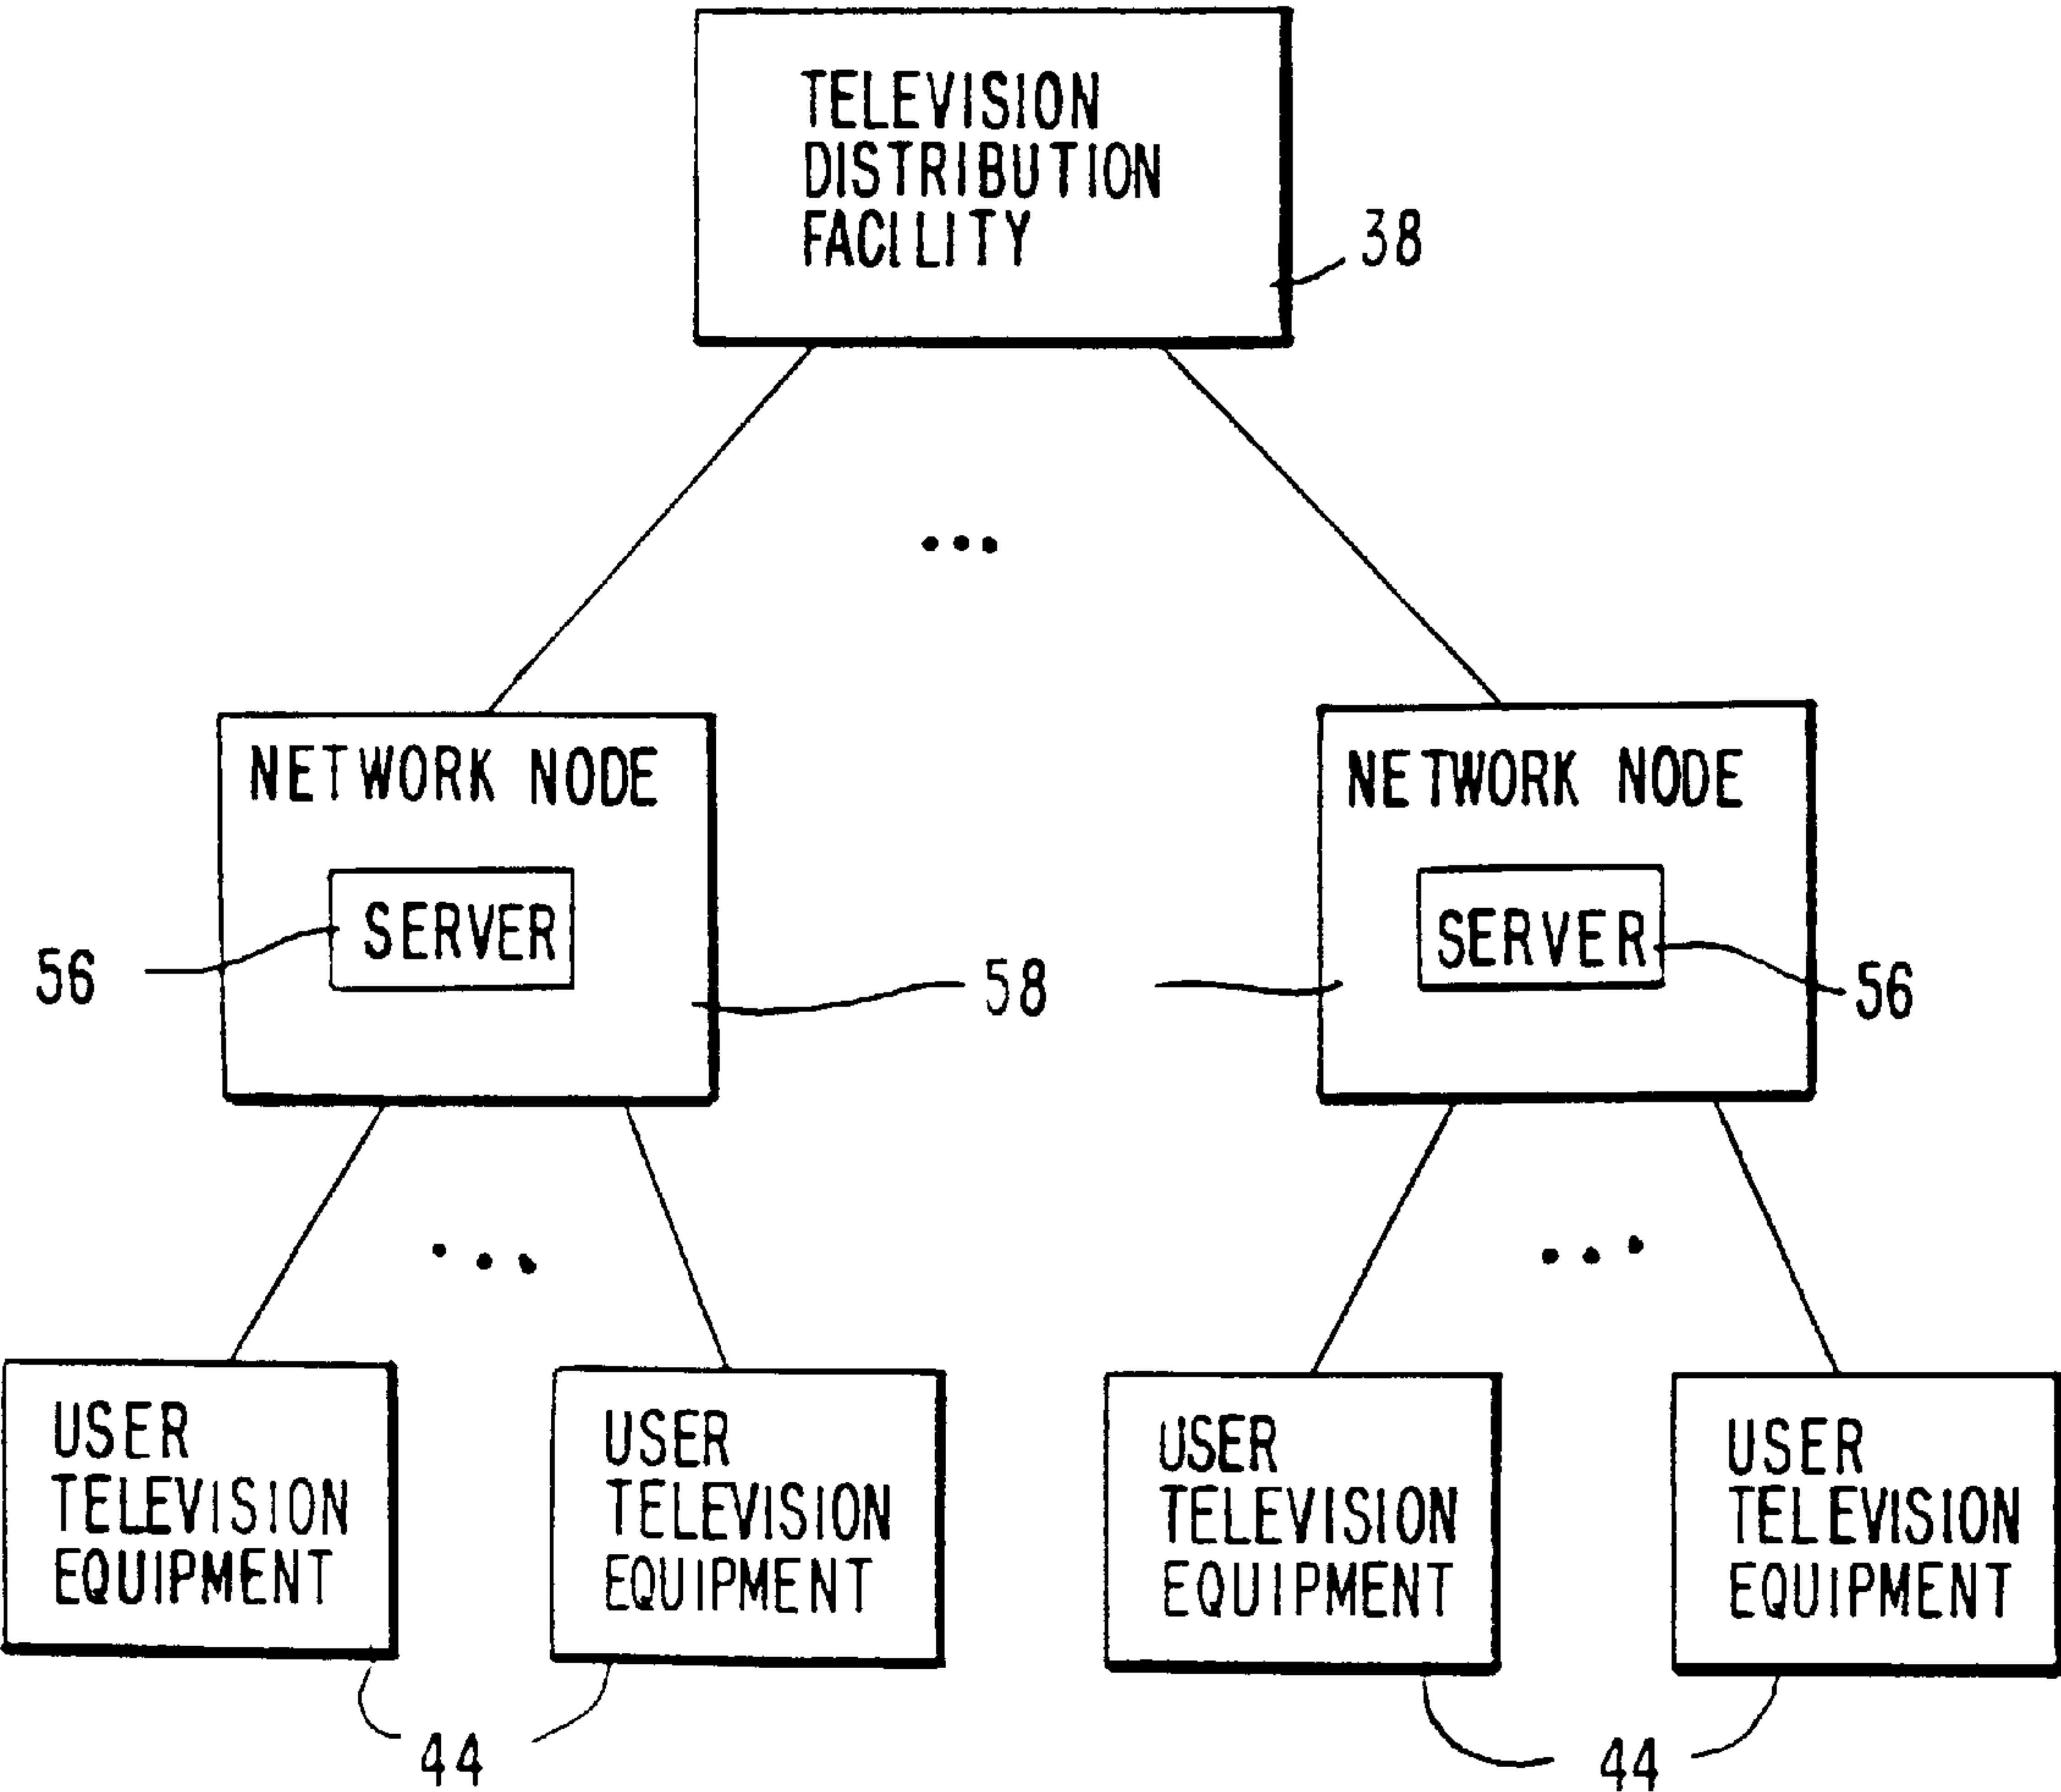 TELEVISION
DISTRIBUTION
FACILITY
38
NETWORK NODE
SERVER
56
58
NETWORK NODE
SERVER
56
USER
TELEVISION
EQUIPMENT
USER
TELEVISION
EQUIPMENT
44
USER
TELEVISION
EQUIPMENT
USER
TELEVISION
EQUIPMENT
44